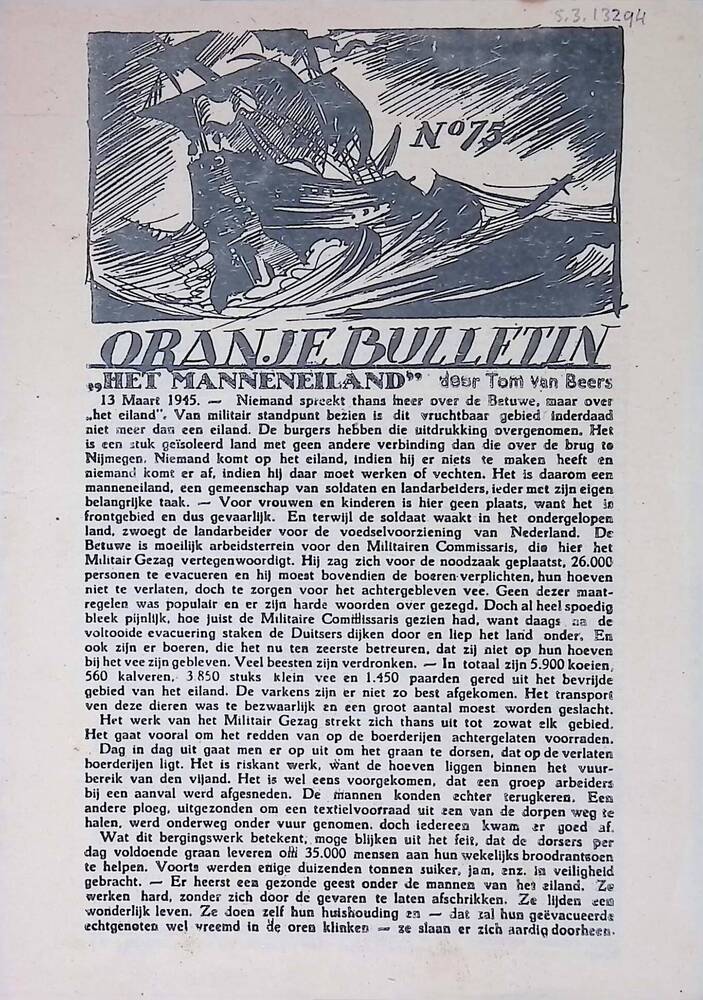 S.3.13294
Nº 75
ORANJE BULLETIN
„HET MANNENEILAND” door Tom van Beers
13 Maart 1945. — Niemand spreekt thans meer over de Betuwe, maar over
„het eiland”. Van militair standpunt bezien is dit vruchtbaar gebied inderdaad
niet meer dan een eiland. De burgers hebben die uitdrukking overgenomen. Het
is een stuk geïsoleerd land met geen andere verbinding dan die over de brug te
Nijmegen. Niemand komt op het eiland, indien hij er niets te maken heeft en
niemand komt er af, indien hij daar moet werken of vechten. Het is daarom een
manneneiland, een gemeenschap van soldaten en landarbeiders, ieder met zijn eigen
belangrijke taak. — Voor vrouwen en kinderen is hier geen plaats, want het is
frontgebied en dus gevaarlijk. En terwijl de soldaat waakt in het ondergelopen
land, zwoegt de landarbeider voor de voedselvoorziening van Nederland. De
Betuwe is moeilijk arbeidsterrein voor den Militairen Commissaris, die hier het
Militair Gezag vertegenwoordigt. Hij zag zich voor de noodzaak geplaatst, 26.000
personen te evacueren en hij moest bovendien de boeren verplichten, hun hoeven
niet te verlaten, doch te zorgen voor het achtergebleven vee. Geen dezer maat-
regelen was populair en er zijn harde woorden over gezegd. Doch al heel spoedig
bleek pijnlijk, hoe juist de Militaire Commissaris gezien had, want daags na de
voltooide evacuering staken de Duitsers dijken door en liep het land onder. En
ook zijn er boeren, die het nu ten zeerste betreuren, dat zij niet op hun hoeven
bij het vee zijn gebleven. Veel beesten zijn verdronken. — In totaal zijn 5.900 koeien,
560 kalveren, 3.850 stuks klein vee en 1.450 paarden gered uit het bevrijde
gebied van het eiland. De varkens zijn er niet zo best afgekomen. Het transport
ven deze dieren was te bezwaarlijk en een groot aantal moest worden geslacht.
Het werk van het Militair Gezag strekt zich thans uit tot zowat elk gebied.
Het gaat vooral om het redden van op de boerderijen achtergelaten voorraden.
Dag in dag uit gaat men er op uit om het graan te dorsen, dat op de verlaten
boerderijen ligt. Het is riskant werk, want de hoeven liggen binnen het vuur-
bereik van den vijand. Het is wel eens voorgekomen, dat een groep arbeiders
bij een aanval werd afgesneden. De mannen konden echter terugkeren. Een
andere ploeg, uitgezonden om een textielvoorraad uit een van de dorpen weg te
halen, werd onderweg onder vuur genomen, doch iedereen kwam er goed af.
Wat dit bergingswerk betekent, moge blijken uit het feit, dat de dorsers per
dag voldoende graan leveren om 35.000 mensen aan hun wekelijks broodrantsoen
te helpen. Voorts werden enige duizenden tonnen suiker, jam, enz. in veiligheid
gebracht. — Er heerst een gezonde geest onder de mannen van het eiland. Ze
werken hard, zonder zich door de gevaren te laten afschrikken. Ze lijden een
wonderlijk leven. Ze doen zelf hun huishouding en — dat zal hun geëvacueerde
echtgenoten wel vreemd in de oren klinken — ze slaan er zich aardig doorheen.